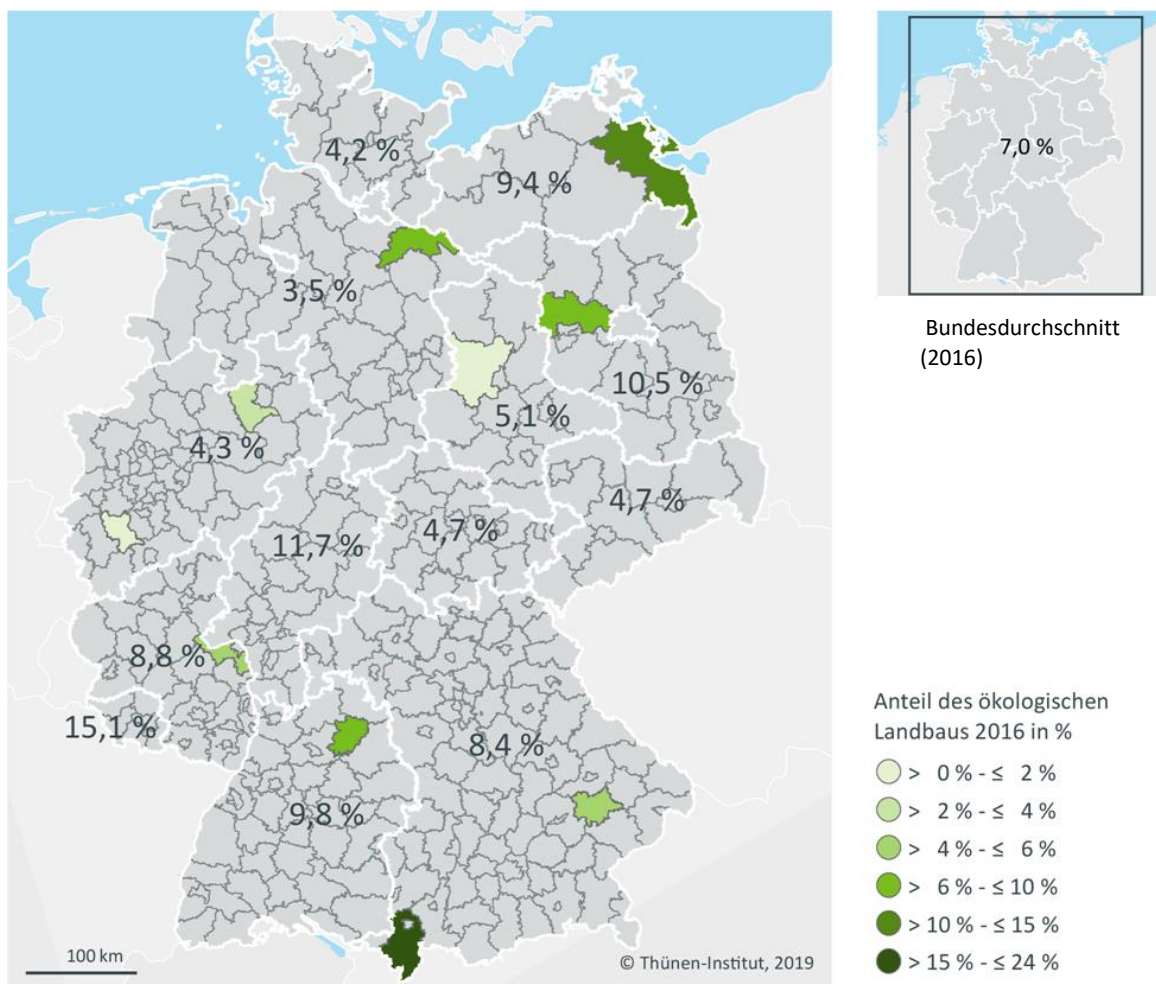 4,2 %
9,4 %
3,5 %
10,5 %
5,1 %
4,3 %
4,7 %
4,7 %
11,7 %
8,8 %
15,1 %
8,4 %
9,8 %
100 km
© Thünen-Institut, 2019
7,0 %
Bundesdurchschnitt
(2016)
Anteil des ökologischen
Landbaus 2016 in %
> 0 % - ≤ 2 %
> 2 % - ≤ 4 %
> 4 % - ≤ 6 %
> 6 % - ≤ 10 %
> 10 % - ≤ 15 %
> 15 % - ≤ 24 %